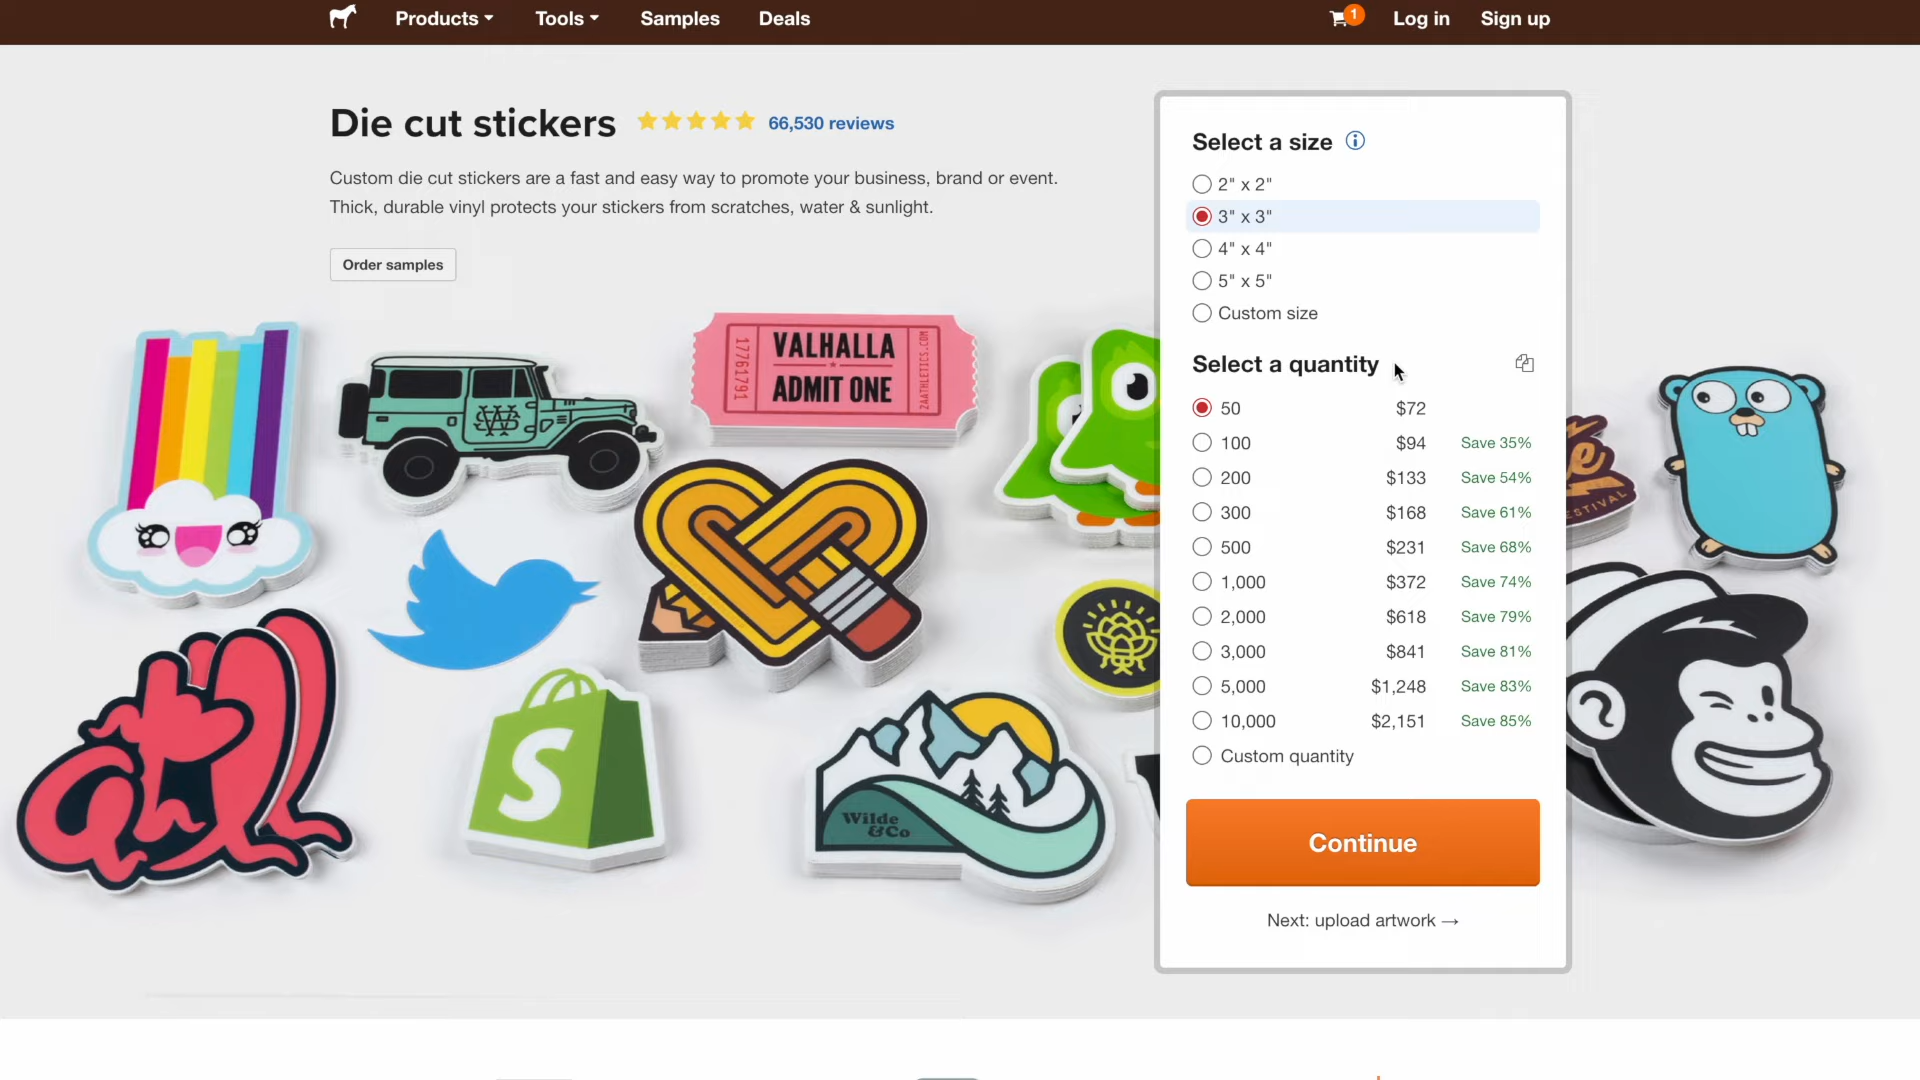 Products Tools Samples Deals 1 Log in Sign up
Die cut stickers 66,530 reviews
Custom die cut stickers are a fast and easy way to promote your business, brand or event.
Thick, durable vinyl protects your stickers from scratches, water & sunlight.
Order samples
Select a size
2" x 2"
3" x 3"
4" x 4"
5" x 5"
Custom size
Select a quantity
50 $72
100 $94 Save 35%
200 $133 Save 54%
300 $168 Save 61%
500 $231 Save 68%
1,000 $372 Save 74%
2,000 $618 Save 79%
3,000 $841 Save 81%
5,000 $1,248 Save 83%
10,000 $2,151 Save 85%
Custom quantity
Continue
Next: upload artwork →
17761791
VALHALLA
ADMIT ONE
2AATHLETICS.COM
S
Wilde
&Co